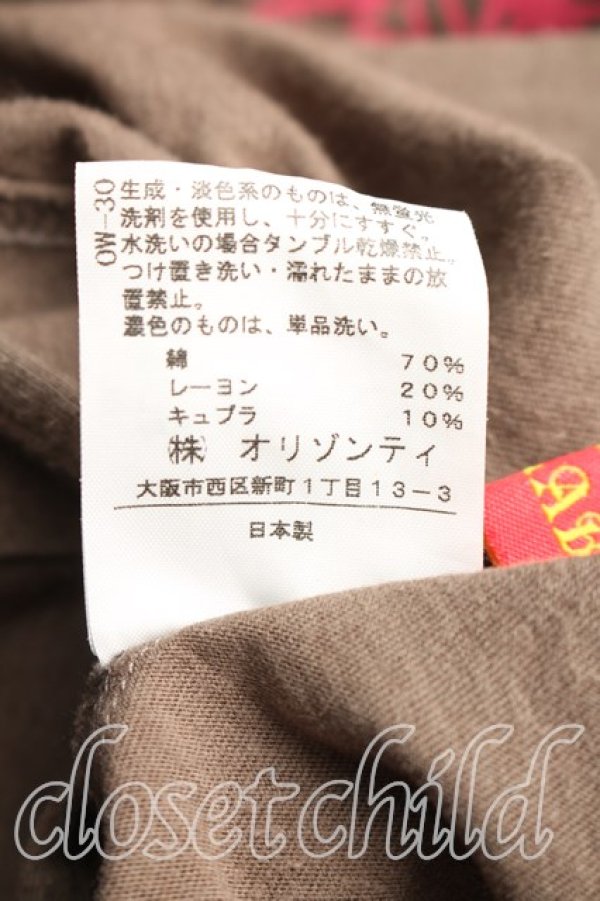 OW-30
生成・淡色系のものは、無蛍光
洗剤を使用し、十分にすすぐ。
水洗いの場合タンブル乾燥禁止。
つけ置き洗い・濡れたままの放
置禁止。
濃色のものは、単品洗い。
綿 70%
レーヨン 20%
キュプラ 10%
(株) オリゾンティ
大阪市西区新町1丁目13-3
日本製
closetchild